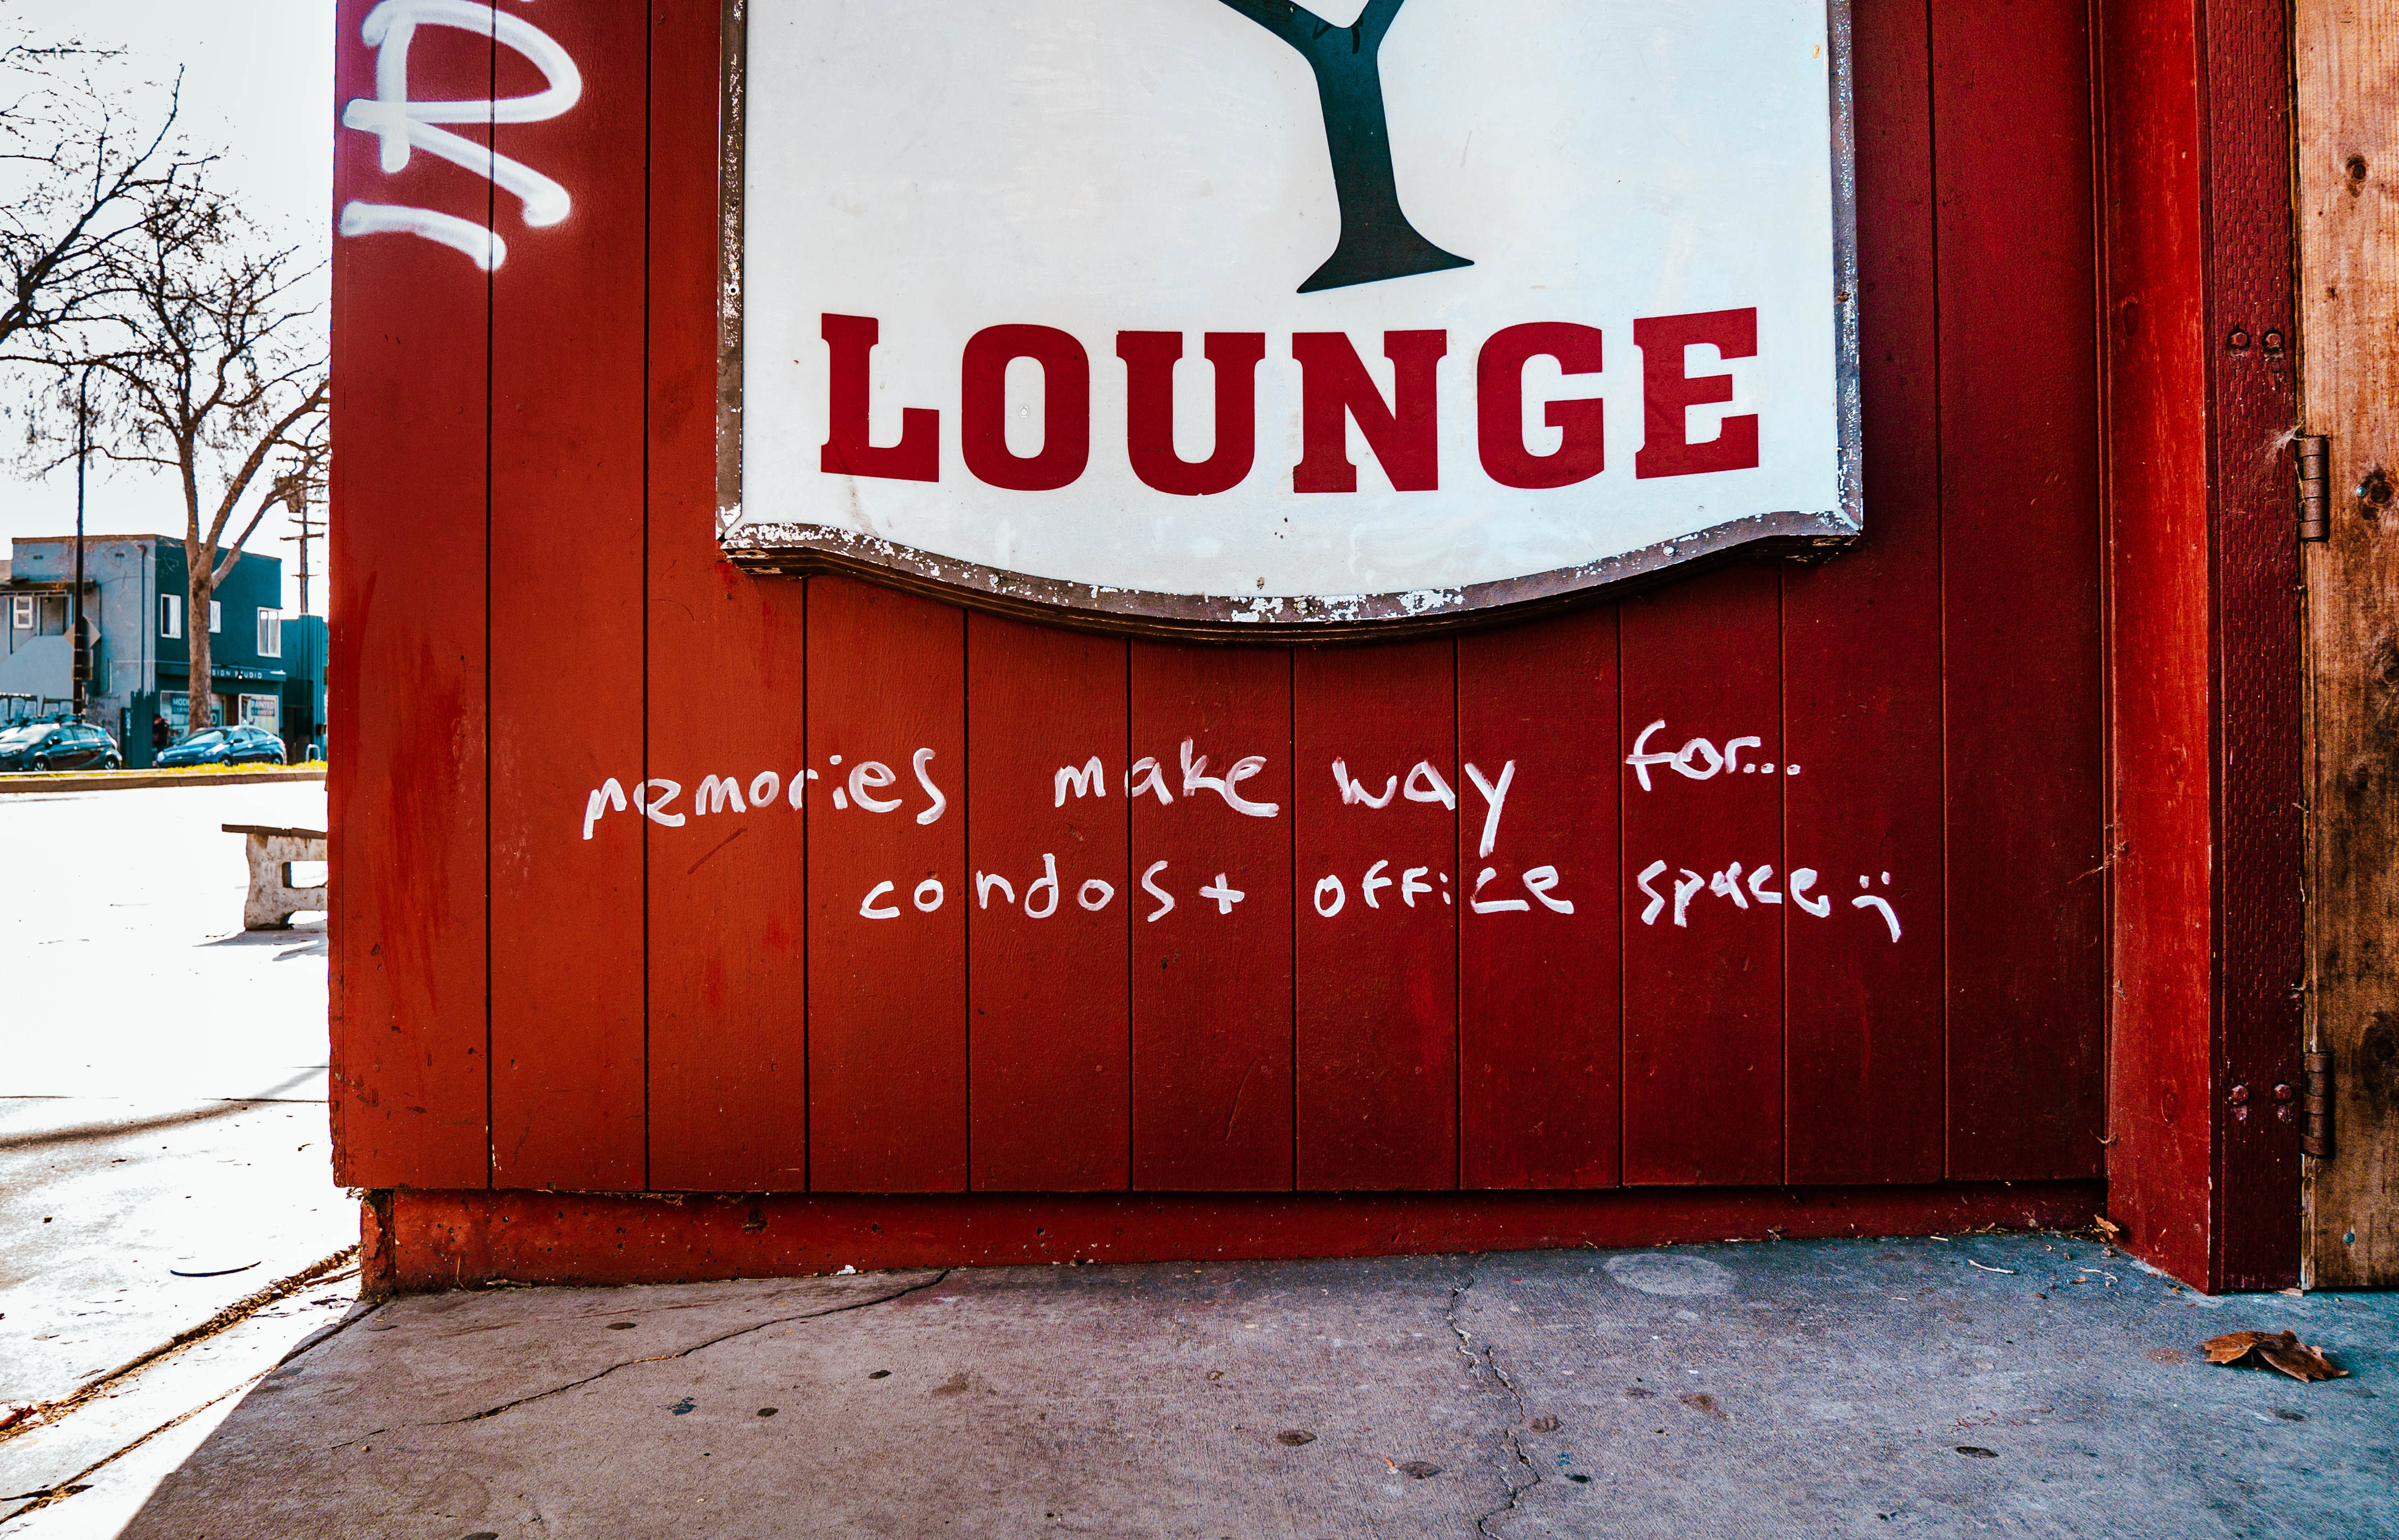 LOUNGE
memories make way for...
condos + office space :(